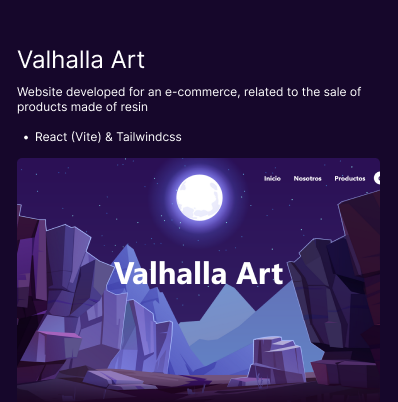 Valhalla Art
Website developed for an e-commerce, related to the sale of
products made of resin
• React (Vite) & Tailwindcss
Inicio Nosotros Productos
Valhalla Art